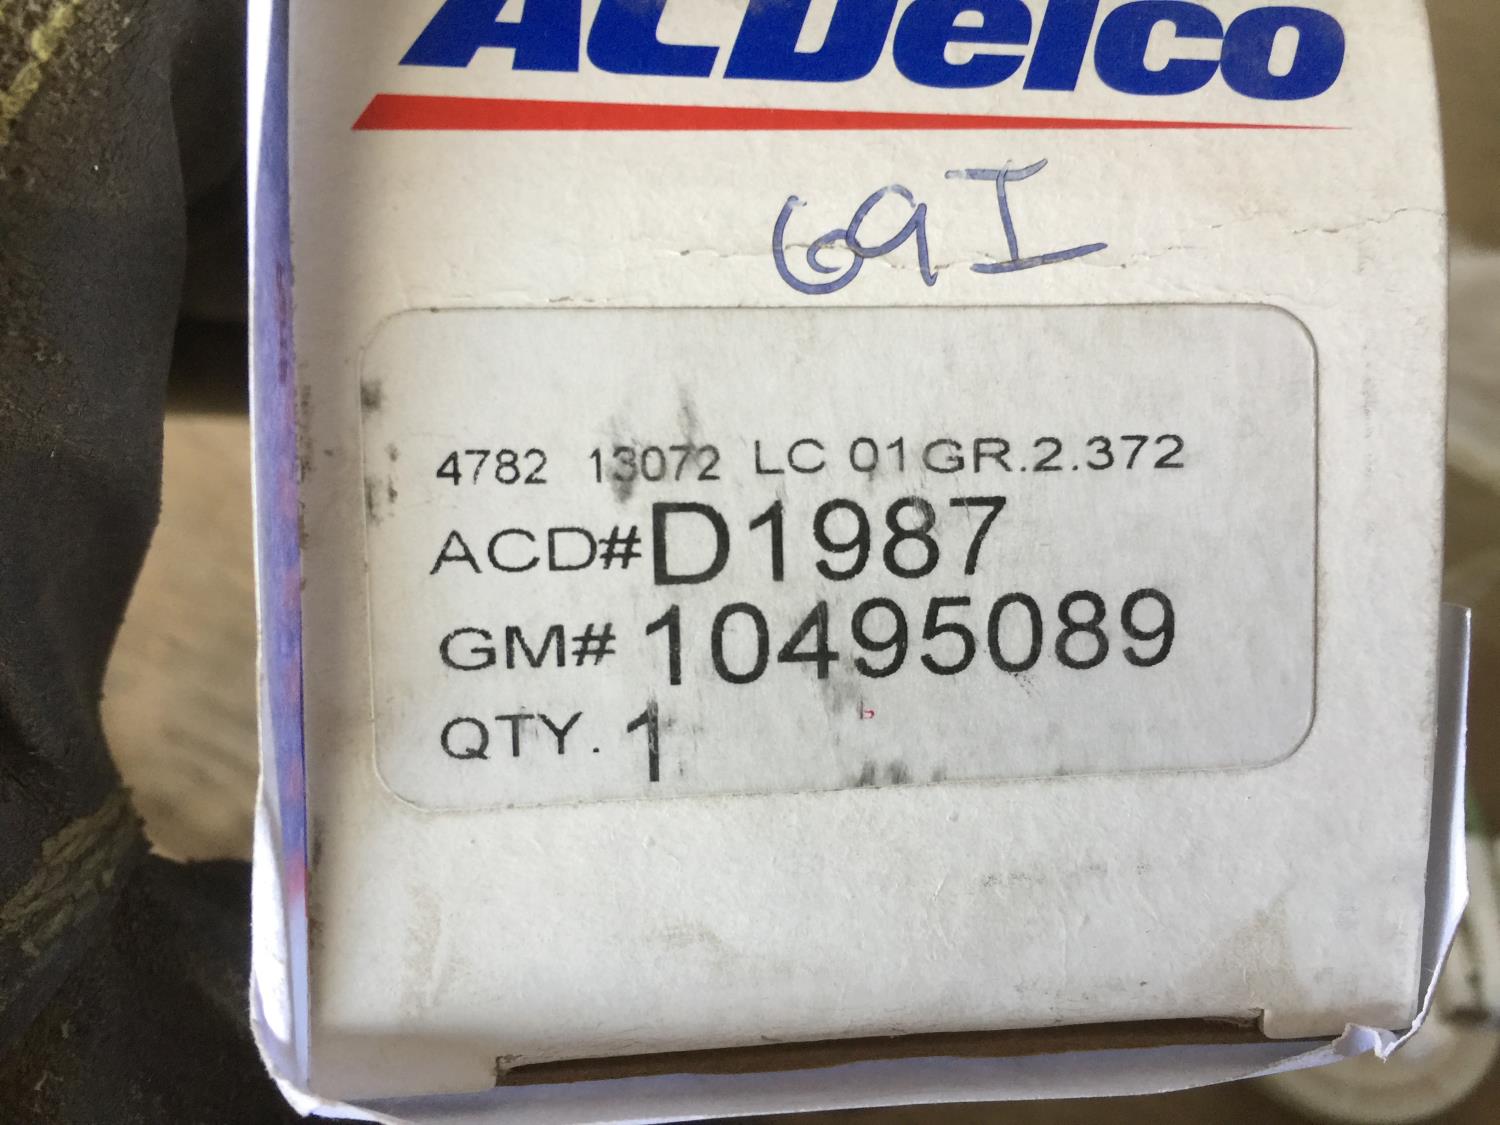 ACDelco
69I
4782 13072 LC 01GR.2.372
ACD# D1987
GM# 10495089
QTY. 1